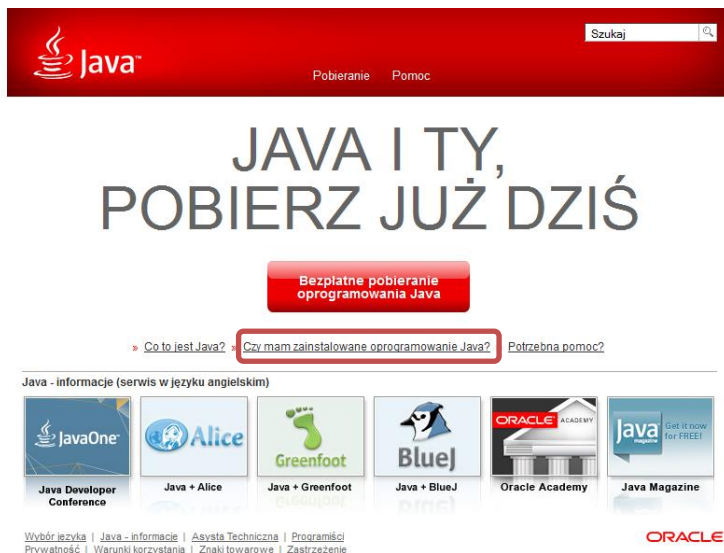 Java™
Szukaj
Pobieranie Pomoc
JAVA I TY,
POBIERZ JUŻ DZIŚ
Bezpłatne pobieranie
oprogramowania Java
» Co to jest Java? » Czy mam zainstalowane oprogramowanie Java? Potrzebna pomoc?
Java - informacje (serwis w języku angielskim)
JavaOne™ Alice Greenfoot BlueJ ORACLE ACADEMY Java magazine Get it now for FREE!
Java Developer Conference Java + Alice Java + Greenfoot Java + BlueJ Oracle Academy Java Magazine
Wybór języka | Java - informacje | Asysta Techniczna | Programiści
Prywatność | Warunki korzystania | Znaki towarowe | Zastrzeżenie
ORACLE